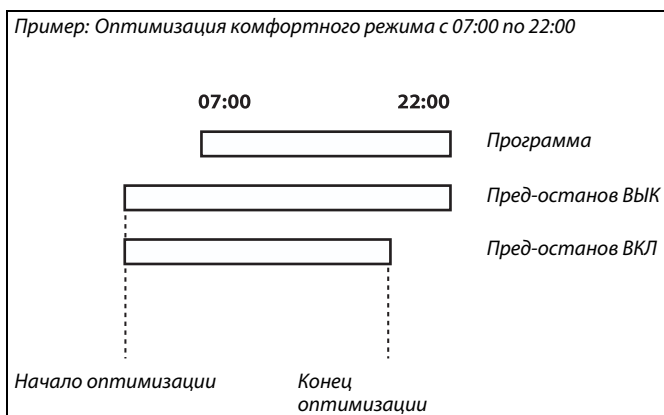 Пример: Оптимизация комфортного режима с 07:00 по 22:00
07:00 22:00
Программа
Пред-останов ВЫК
Пред-останов ВКЛ
Начало оптимизации
Конец
оптимизации